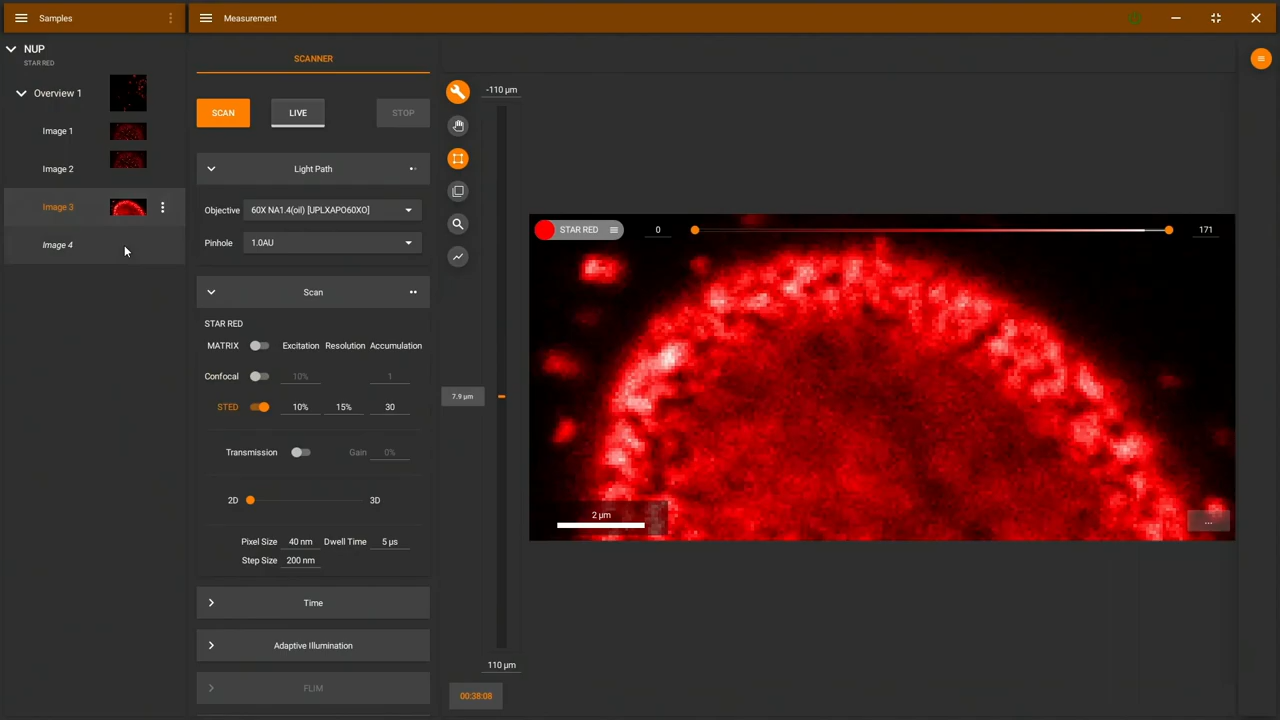 Samples
Measurement
NUP
STAR RED
Overview 1
Image 1
Image 2
Image 3
Image 4
SCANNER
SCAN
LIVE
STOP
Light Path
Objective 60X NA1.4(oil) [UPLXAPO60XO]
Pinhole 1.0AU
Scan
STAR RED
MATRIX Excitation Resolution Accumulation
Confocal 10% 1
STED 10% 15% 30
Transmission Gain 0%
2D 3D
Pixel Size 40 nm Dwell Time 5 µs
Step Size 200 nm
Time
Adaptive Illumination
FLIM
-110 µm
7.9 µm
110 µm
00:38:08
STAR RED 0 171
2 µm
...